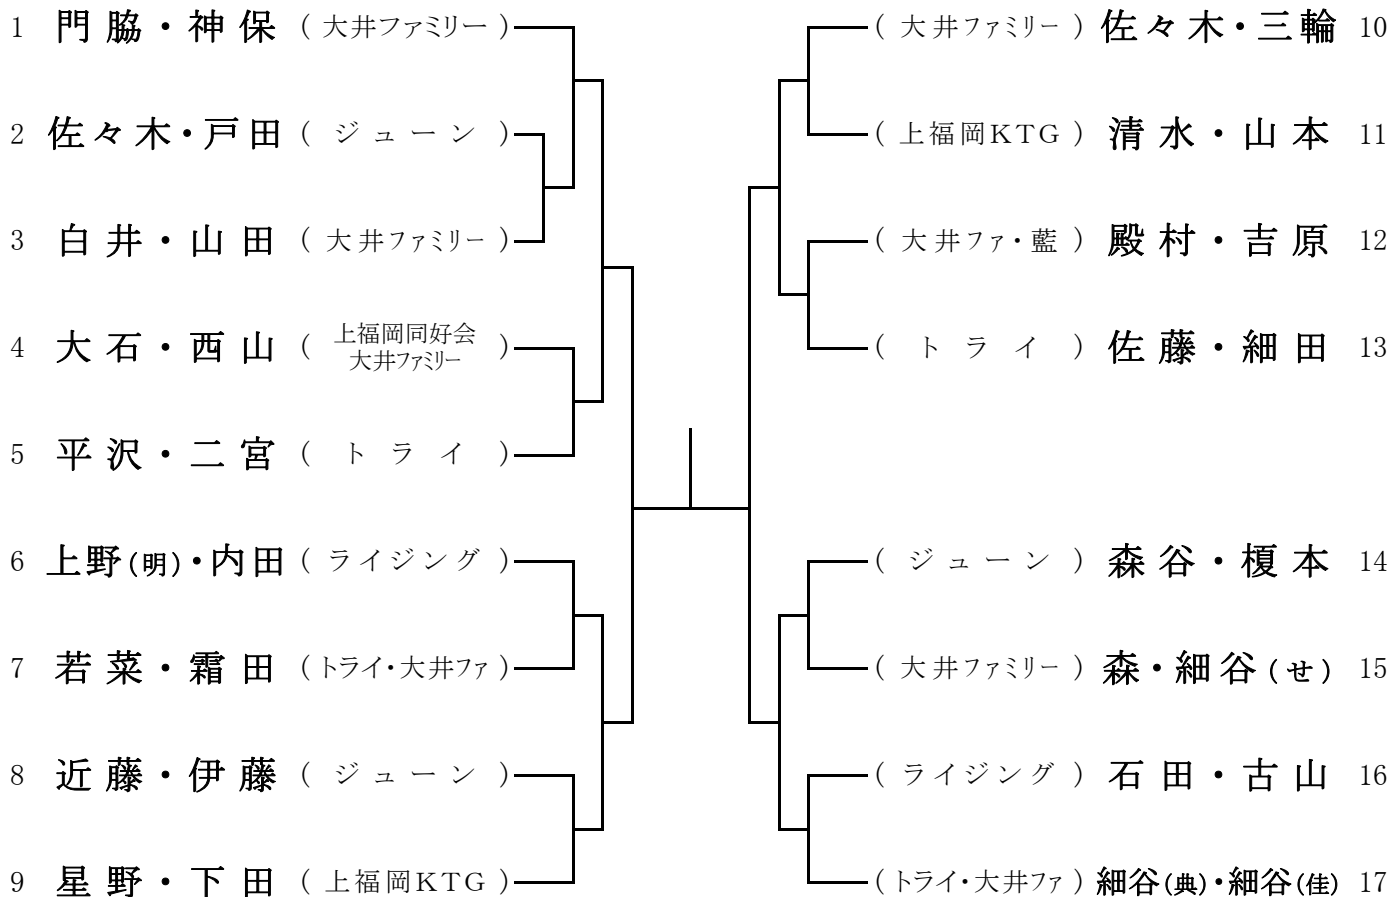 1 門脇・神保 (大井ファミリー)
2 佐々木・戸田 (ジューン)
3 白井・山田 (大井ファミリー)
4 大石・西山 (上福岡同好会
大井ファミリー)
5 平沢・二宮 (トライ)
6 上野(明)・内田 (ライジング)
7 若菜・霜田 (トライ・大井ファ)
8 近藤・伊藤 (ジューン)
9 星野・下田 (上福岡KTG)
(大井ファミリー) 佐々木・三輪 10
(上福岡KTG) 清水・山本 11
(大井ファ・藍) 殿村・吉原 12
(トライ) 佐藤・細田 13
(ジューン) 森谷・榎本 14
(大井ファミリー) 森・細谷(せ) 15
(ライジング) 石田・古山 16
(トライ・大井ファ) 細谷(典)・細谷(佳) 17